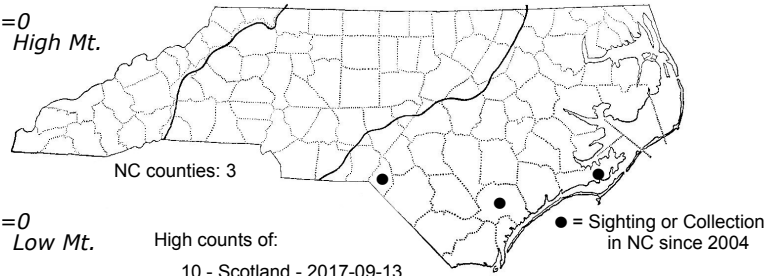 =0
High Mt.
NC counties: 3
=0
Low Mt.
High counts of:
● = Sighting or Collection
in NC since 2004
10 - Scotland - 2017-09-13